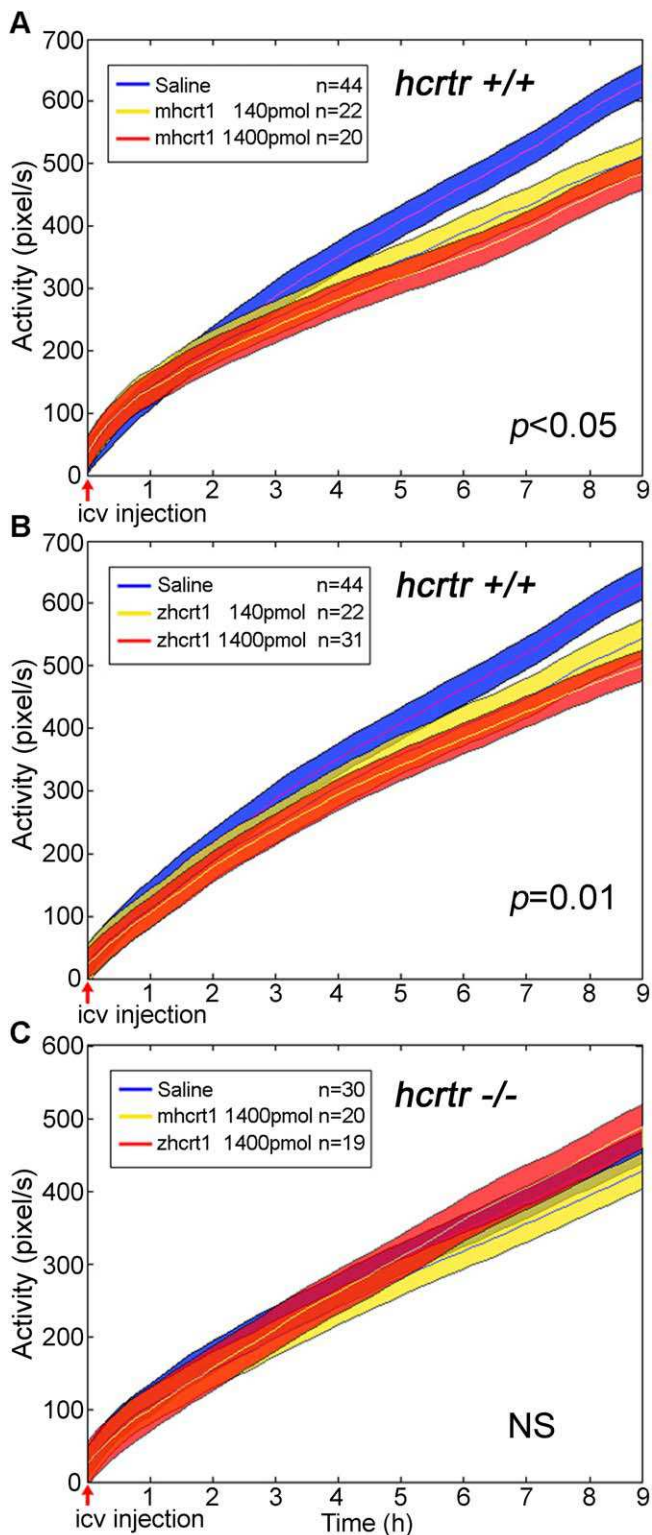 A
700
600
500
400
300
200
100
0
Activity (pixel/s)
Saline n=44
mhcrt1 140pmol n=22
mhcrt1 1400pmol n=20
hcrtr +/+
p<0.05
1 2 3 4 5 6 7 8 9
icv injection
B
700
600
500
400
300
200
100
0
Activity (pixel/s)
Saline n=44
zhcrt1 140pmol n=22
zhcrt1 1400pmol n=31
hcrtr +/+
p=0.01
1 2 3 4 5 6 7 8 9
icv injection
C
600
500
400
300
200
100
0
Activity (pixel/s)
Saline n=30
mhcrt1 1400pmol n=20
zhcrt1 1400pmol n=19
hcrtr -/-
NS
1 2 3 4 5 6 7 8 9
icv injection Time (h)